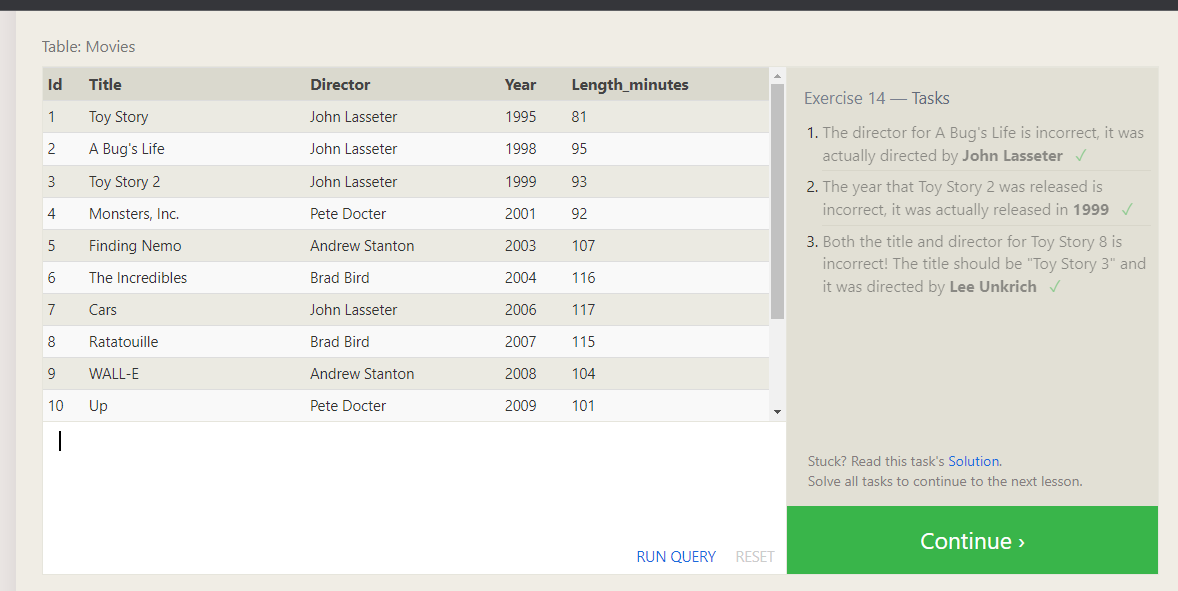 Table: Movies
Id Title Director Year Length_minutes
1 Toy Story John Lasseter 1995 81
2 A Bug's Life John Lasseter 1998 95
3 Toy Story 2 John Lasseter 1999 93
4 Monsters, Inc. Pete Docter 2001 92
5 Finding Nemo Andrew Stanton 2003 107
6 The Incredibles Brad Bird 2004 116
7 Cars John Lasseter 2006 117
8 Ratatouille Brad Bird 2007 115
9 WALL-E Andrew Stanton 2008 104
10 Up Pete Docter 2009 101
RUN QUERY RESET
Exercise 14 — Tasks
1. The director for A Bug's Life is incorrect, it was
actually directed by John Lasseter ✓
2. The year that Toy Story 2 was released is
incorrect, it was actually released in 1999 ✓
3. Both the title and director for Toy Story 8 is
incorrect! The title should be "Toy Story 3" and
it was directed by Lee Unkrich ✓
Stuck? Read this task's Solution.
Solve all tasks to continue to the next lesson.
Continue ›